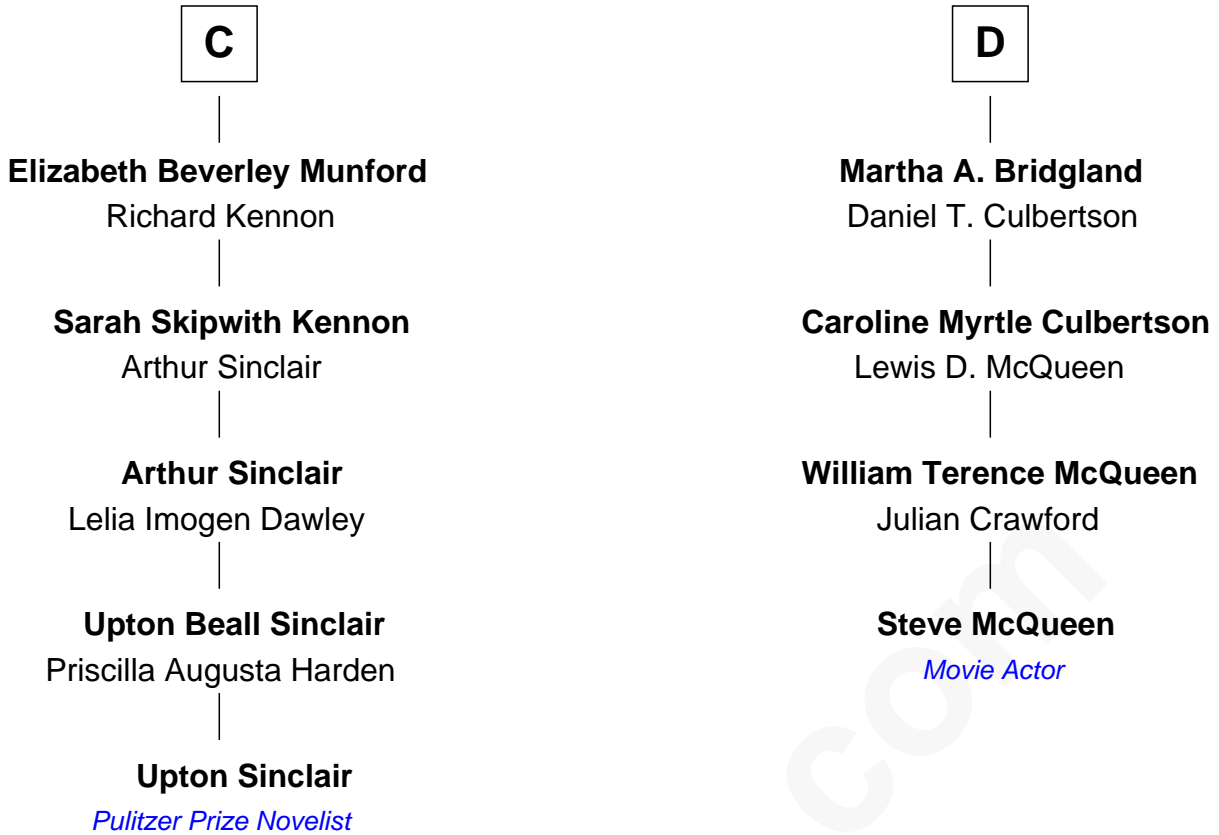 C
Elizabeth Beverley Munford
Richard Kennon
Sarah Skipwith Kennon
Arthur Sinclair
Arthur Sinclair
Lelia Imogen Dawley
Upton Beall Sinclair
Priscilla Augusta Harden
Upton Sinclair
Pulitzer Prize Novelist
D
Martha A. Bridgland
Daniel T. Culbertson
Caroline Myrtle Culbertson
Lewis D. McQueen
William Terence McQueen
Julian Crawford
Steve McQueen
Movie Actor
com